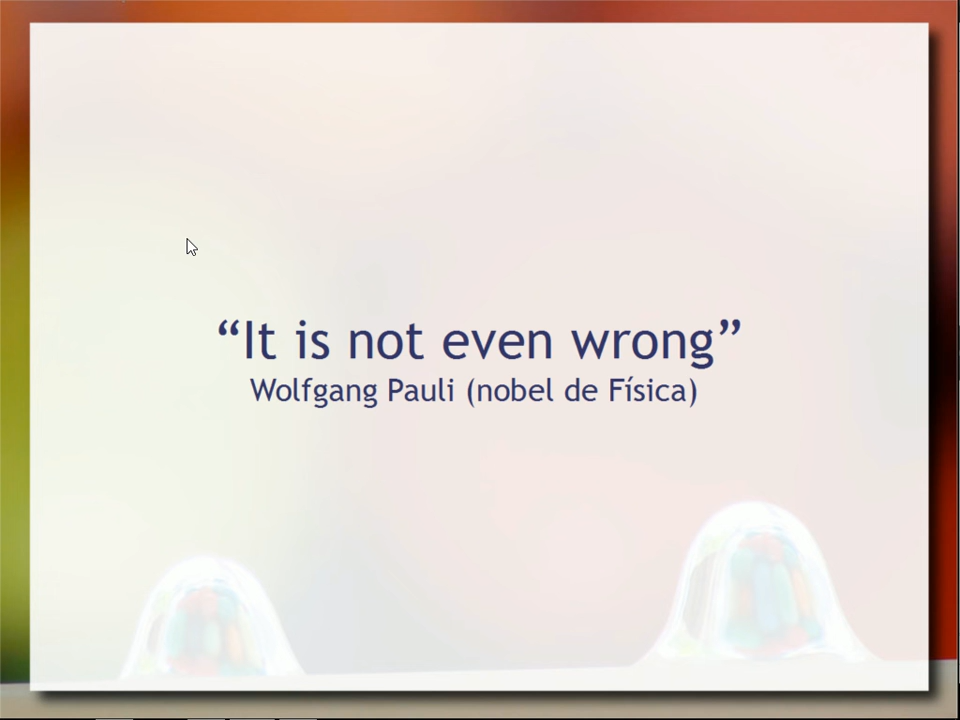 “It is not even wrong”
Wolfgang Pauli (nobel de Física)